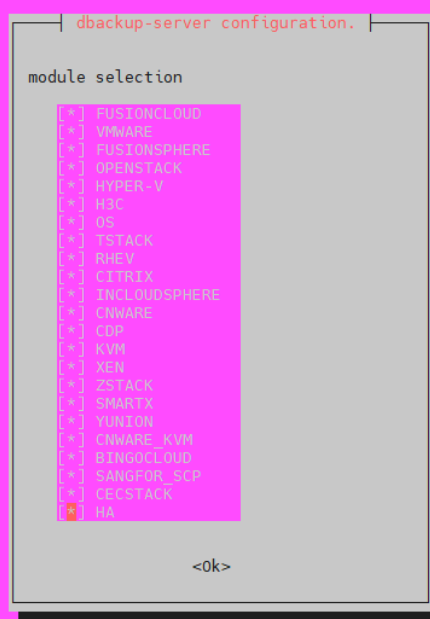 dbackup-server configuration.
module selection
[*] FUSIONCLOUD
[*] VMWARE
[*] FUSIONSPHERE
[*] OPENSTACK
[*] HYPER-V
[*] H3C
[*] OS
[*] TSTACK
[*] RHEV
[*] CITRIX
[*] INCLOUDSPHERE
[*] CNWARE
[*] CDP
[*] KVM
[*] XEN
[*] ZSTACK
[*] SMARTX
[*] YUNION
[*] CNWARE_KVM
[*] BINGOCLOUD
[*] SANGFOR_SCP
[*] CECSTACK
[*] HA
<Ok>